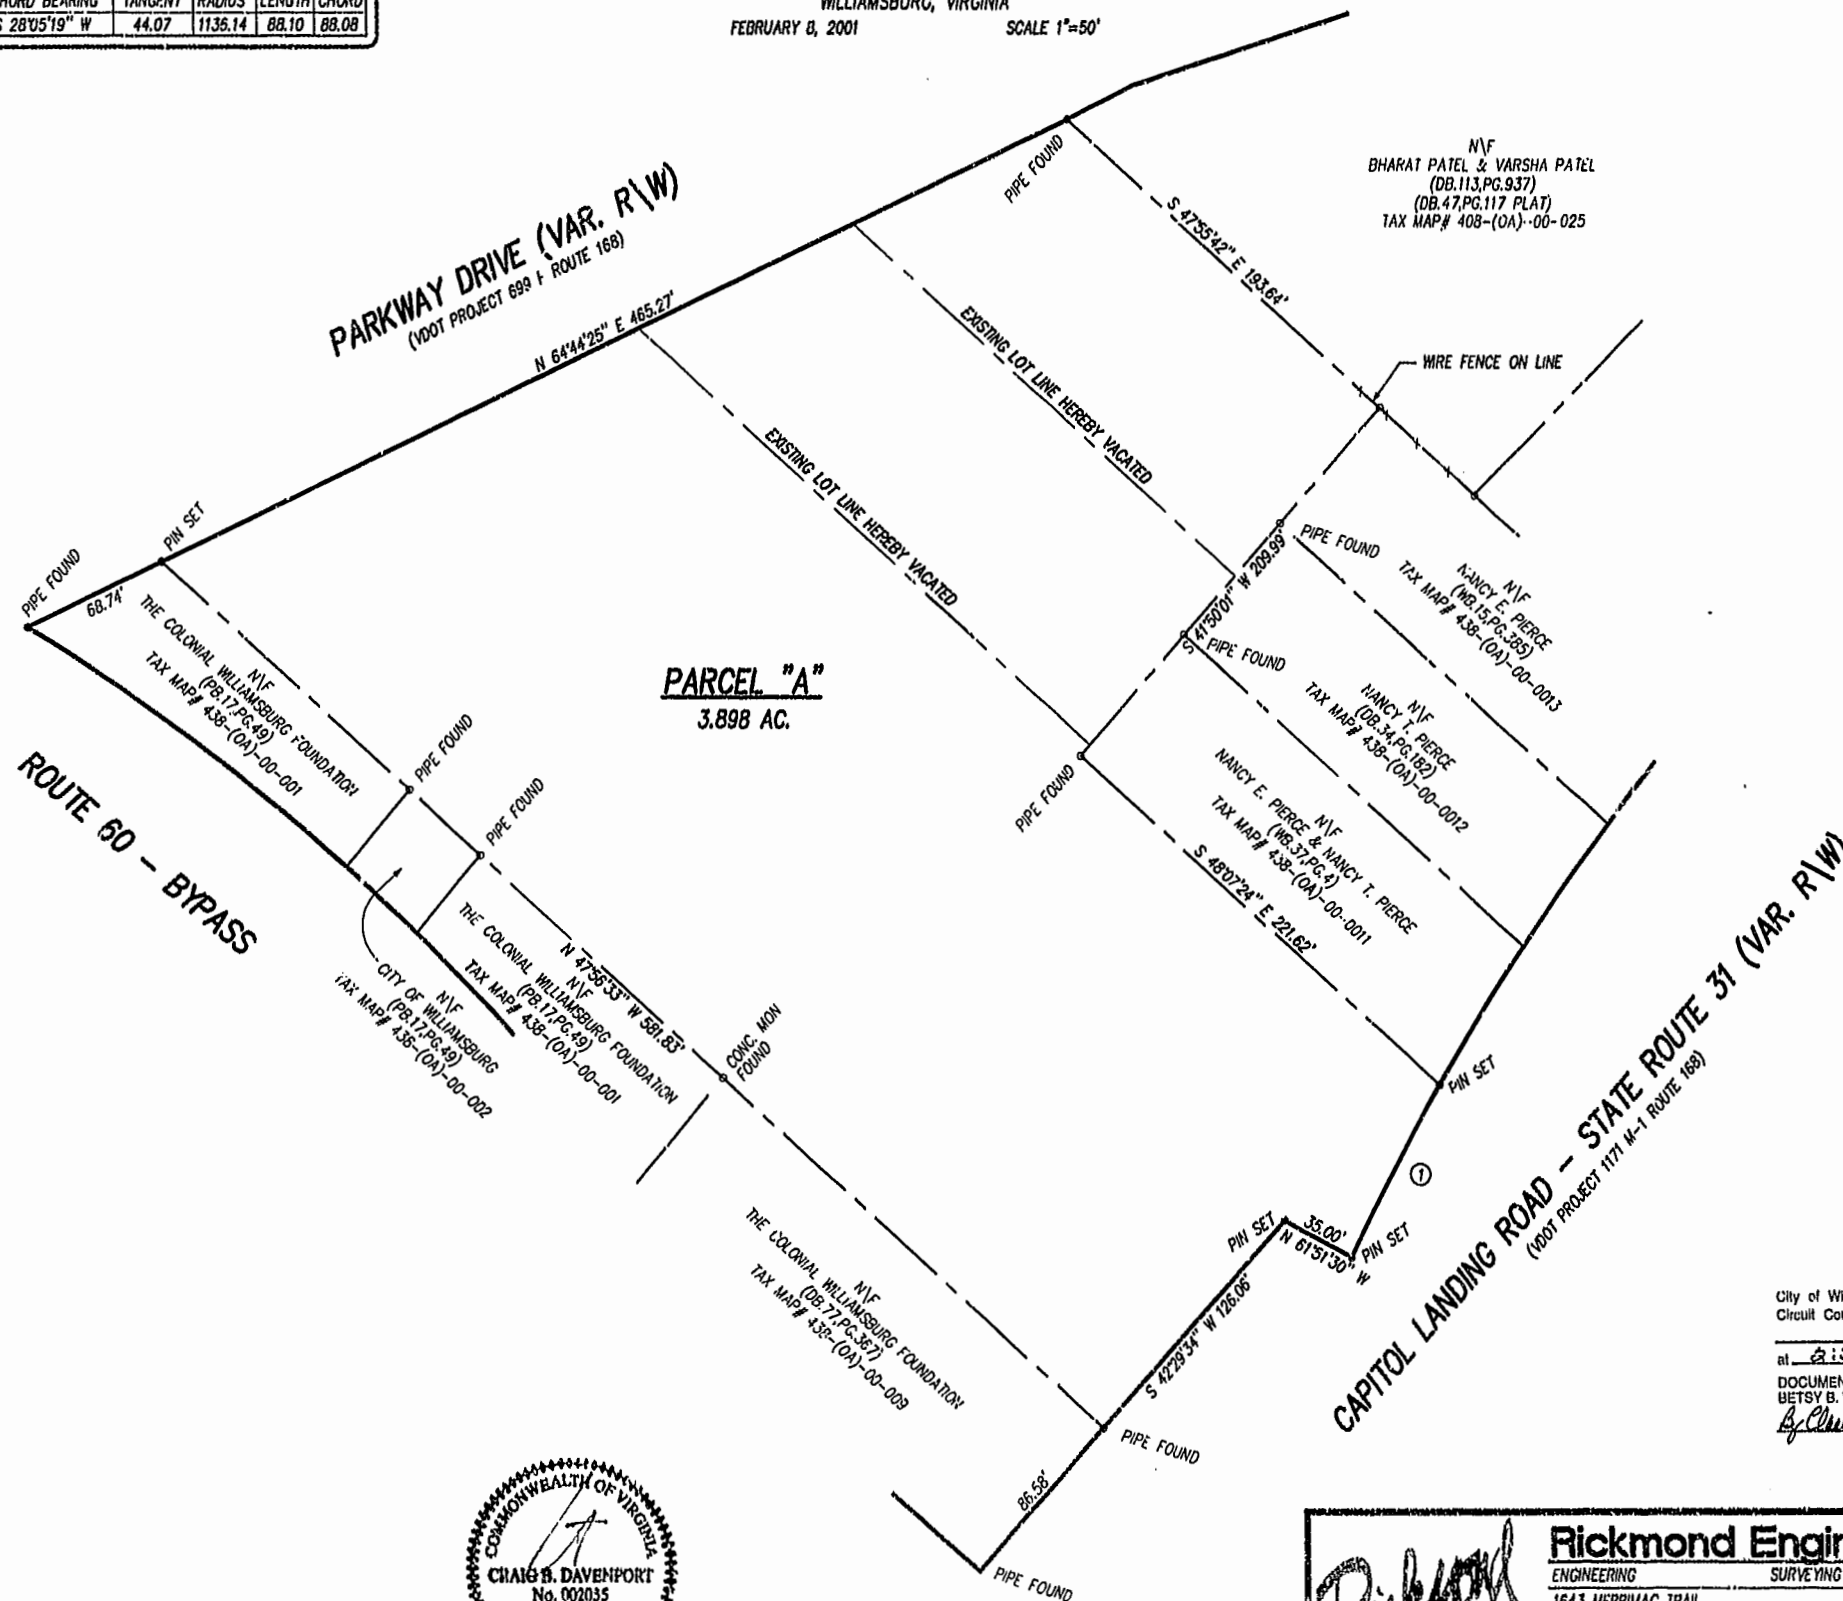 CHORD BEARING TANGENT RADIUS LENGTH CHORD
S 28°05'19" W 44.07 1136.14 88.10 88.08
WILLIAMSBURG, VIRGINIA
FEBRUARY 8, 2001 SCALE 1"=50'
N\F
BHARAT PATEL & VARSHA PATEL
(DB.113,PG.937)
(DB.47,PG.117 PLAT)
TAX MAP# 408-(0A)-00-025
PIPE FOUND
S 47°55'42" E 193.64'
PARKWAY DRIVE (VAR. R\W)
(VDOT PROJECT 699 F ROUTE 168)
N 64°44'25" E 465.27'
EXISTING LOT LINE HEREBY VACATED
EXISTING LOT LINE HEREBY VACATED
WIRE FENCE ON LINE
PIN SET
PIPE FOUND
68.74'
N\F
THE COLONIAL WILLIAMSBURG FOUNDATION
(PB.17,PG.49)
TAX MAP# 438-(0A)-00-001
PIPE FOUND
N\F
NANCY E. PIERCE
(WB.15,PG.385)
TAX MAP# 438-(0A)-00-0013
S 41°50'01" W 209.99'
PIPE FOUND
N\F
NANCY T. PIERCE
(DB.34,PG.182)
TAX MAP# 438-(0A)-00-0012
PARCEL "A"
3.898 AC.
PIPE FOUND
PIPE FOUND
PIPE FOUND
N\F
NANCY E. PIERCE & NANCY T. PIERCE
(WB.37,PG.4)
TAX MAP# 438-(0A)-00-0011
S 48°07'24" E 221.62'
ROUTE 60 - BYPASS
N\F
CITY OF WILLIAMSBURG
(PB.17,PG.49)
TAX MAP# 438-(0A)-00-002
N 47°56'33" W 581.83'
N\F
THE COLONIAL WILLIAMSBURG FOUNDATION
(PB.17,PG.49)
TAX MAP# 438-(0A)-00-001
CONC. MON
FOUND
PIN SET
CAPITOL LANDING ROAD - STATE ROUTE 31 (VAR. R\W)
(VDOT PROJECT 1171 M-1 ROUTE 168)
1
PIN SET
35.00'
N 61°51'30" W
PIN SET
S 42°29'34" W 126.06'
N\F
THE COLONIAL WILLIAMSBURG FOUNDATION
(DB.77,PG.367)
TAX MAP# 438-(0A)-00-009
PIPE FOUND
86.58'
PIPE FOUND
City of
Circuit
at
DOCUMEN
BETSY B.
COMMONWEALTH OF VIRGINIA
CRAIG B. DAVENPORT
No. 002035
Rickmond Engin
ENGINEERING SURVEYING
1643 MERRIMAC TRAIL